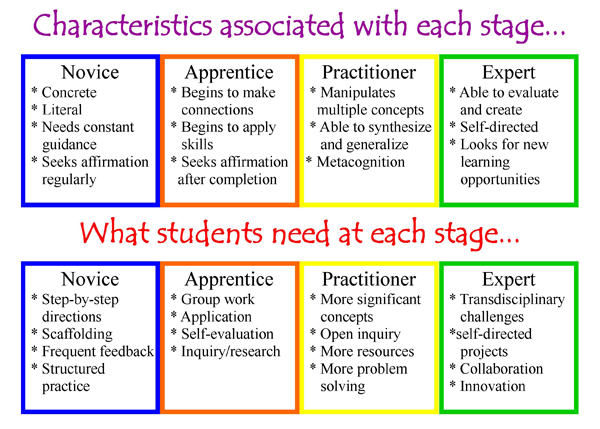 Characteristics associated with each stage...
Novice
* Concrete
* Literal
* Needs constant
guidance
* Seeks affirmation
regularly
Apprentice
* Begins to make
connections
* Begins to apply
skills
* Seeks affirmation
after completion
Practitioner
* Manipulates
multiple concepts
* Able to synthesize
and generalize
* Metacognition
Expert
* Able to evaluate
and create
* Self-directed
* Looks for new
learning
opportunities
What students need at each stage...
Novice
* Step-by-step
directions
* Scaffolding
* Frequent feedback
* Structured
practice
Apprentice
* Group work
* Application
* Self-evaluation
* Inquiry/research
Practitioner
* More significant
concepts
* Open inquiry
* More resources
* More problem
solving
Expert
* Transdisciplinary
challenges
*self-directed
projects
* Collaboration
* Innovation